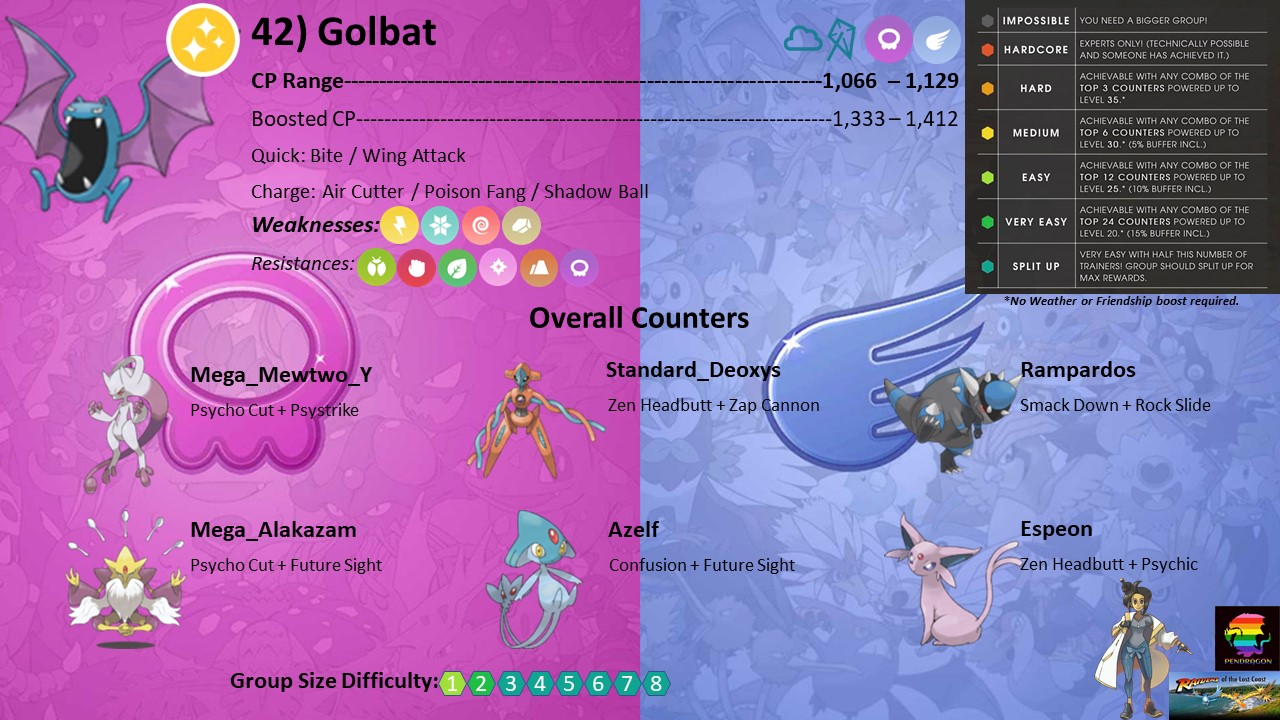 42) Golbat
CP Range------------------------------------------------------------------1,066 – 1,129
Boosted CP------------------------------------------------------------------1,333 – 1,412
Quick: Bite / Wing Attack
Charge: Air Cutter / Poison Fang / Shadow Ball
Weaknesses:
Resistances:
IMPOSSIBLE YOU NEED A BIGGER GROUP!
HARDCORE EXPERTS ONLY! (TECHNICALLY POSSIBLE
AND SOMEONE HAS ACHIEVED IT.)
HARD ACHIEVABLE WITH ANY COMBO OF THE
TOP 3 COUNTERS POWERED UP TO
LEVEL 35.*
MEDIUM ACHIEVABLE WITH ANY COMBO OF THE
TOP 6 COUNTERS POWERED UP TO
LEVEL 30.* (5% BUFFER INCL.)
EASY ACHIEVABLE WITH ANY COMBO OF THE
TOP 12 COUNTERS POWERED UP TO
LEVEL 25.* (10% BUFFER INCL.)
VERY EASY ACHIEVABLE WITH ANY COMBO OF THE
TOP 24 COUNTERS POWERED UP TO
LEVEL 20.* (15% BUFFER INCL.)
SPLIT UP VERY EASY WITH HALF THIS NUMBER OF
TRAINERS! GROUP SHOULD SPLIT UP FOR
MAX REWARDS.
*No Weather or Friendship boost required.
Overall Counters
Mega_Mewtwo_Y
Psycho Cut + Psystrike
Standard_Deoxys
Zen Headbutt + Zap Cannon
Rampardos
Smack Down + Rock Slide
Mega_Alakazam
Psycho Cut + Future Sight
Azelf
Confusion + Future Sight
Espeon
Zen Headbutt + Psychic
Group Size Difficulty: 1 2 3 4 5 6 7 8
PENDRAGON
RAIDERS of the Lost Coast